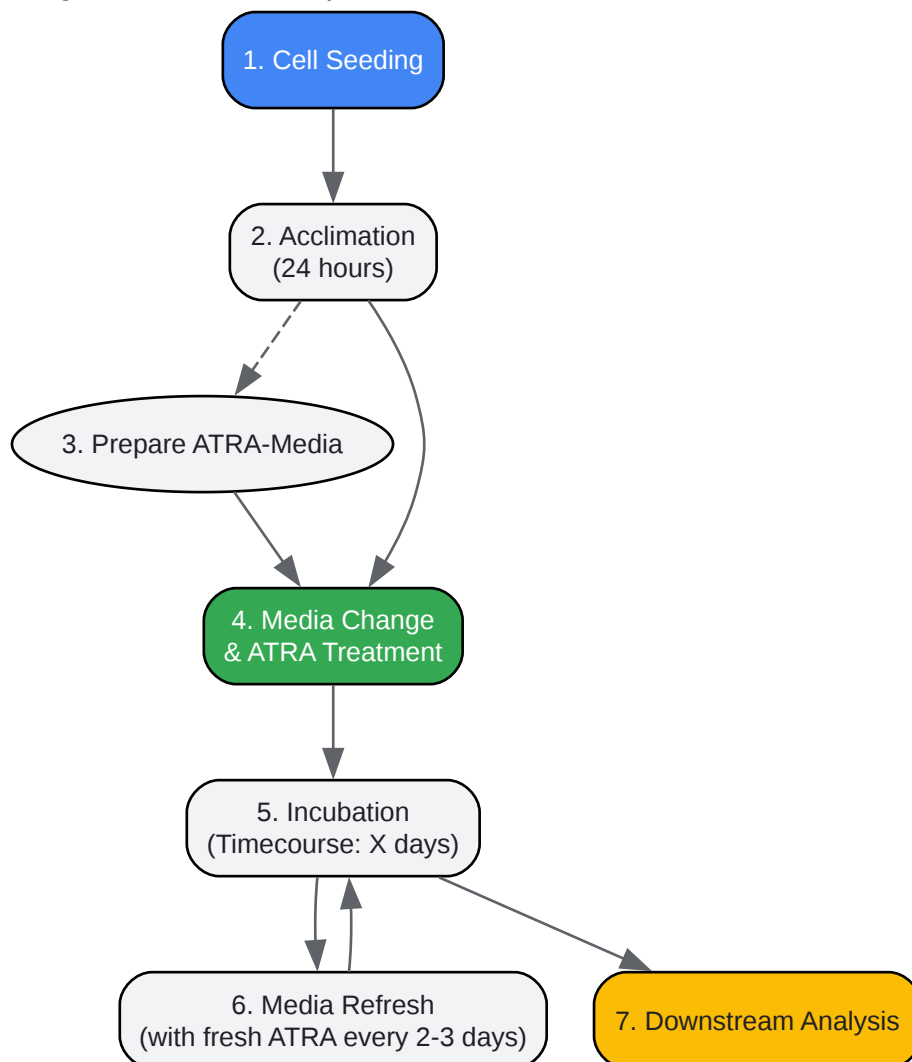 1. Cell Seeding
2. Acclimation
(24 hours)
3. Prepare ATRA-Media
4. Media Change
& ATRA Treatment
5. Incubation
(Timecourse: X days)
6. Media Refresh
(with fresh ATRA every 2-3 days)
7. Downstream Analysis